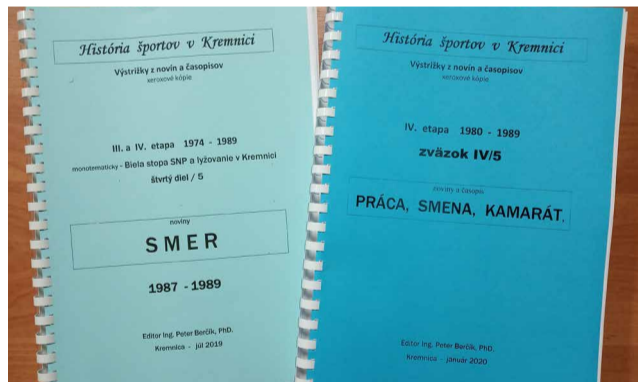 História športov v Kremnici
Výstrižky z novín a časopisov
xeroxové kópie
III. a IV. etapa 1974 - 1989
monotematicky - Biela stopa SNP a lyžovanie v Kremnici
štvrtý diel / 5
noviny
SMER
1987 - 1989
Editor Ing. Peter Berčík, PhD.
Kremnica - júl 2019
História športov v Kremnici
Výstrižky z novín a časopisov
xeroxové kópie
IV. etapa 1980 - 1989
zväzok IV/5
noviny a časopis
PRÁCA, SMENA, KAMARÁT.
Editor Ing. Peter Berčík, PhD.
Kremnica - január 2020